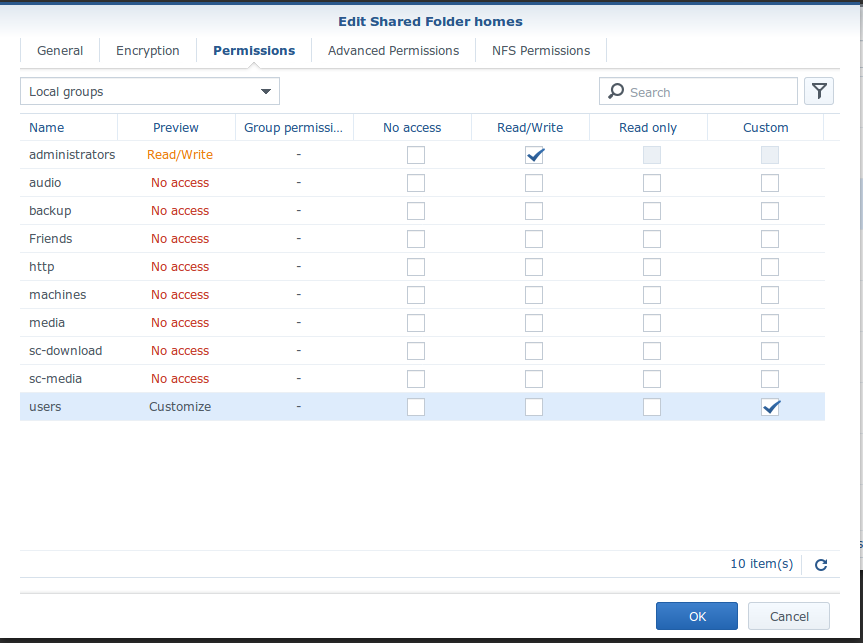 Edit Shared Folder homes
General Encryption Permissions Advanced Permissions NFS Permissions
Local groups Search
Name Preview Group permissi... No access Read/Write Read only Custom
administrators Read/Write -
audio No access -
backup No access -
Friends No access -
http No access -
machines No access -
media No access -
sc-download No access -
sc-media No access -
users Customize -
10 item(s)
OK Cancel